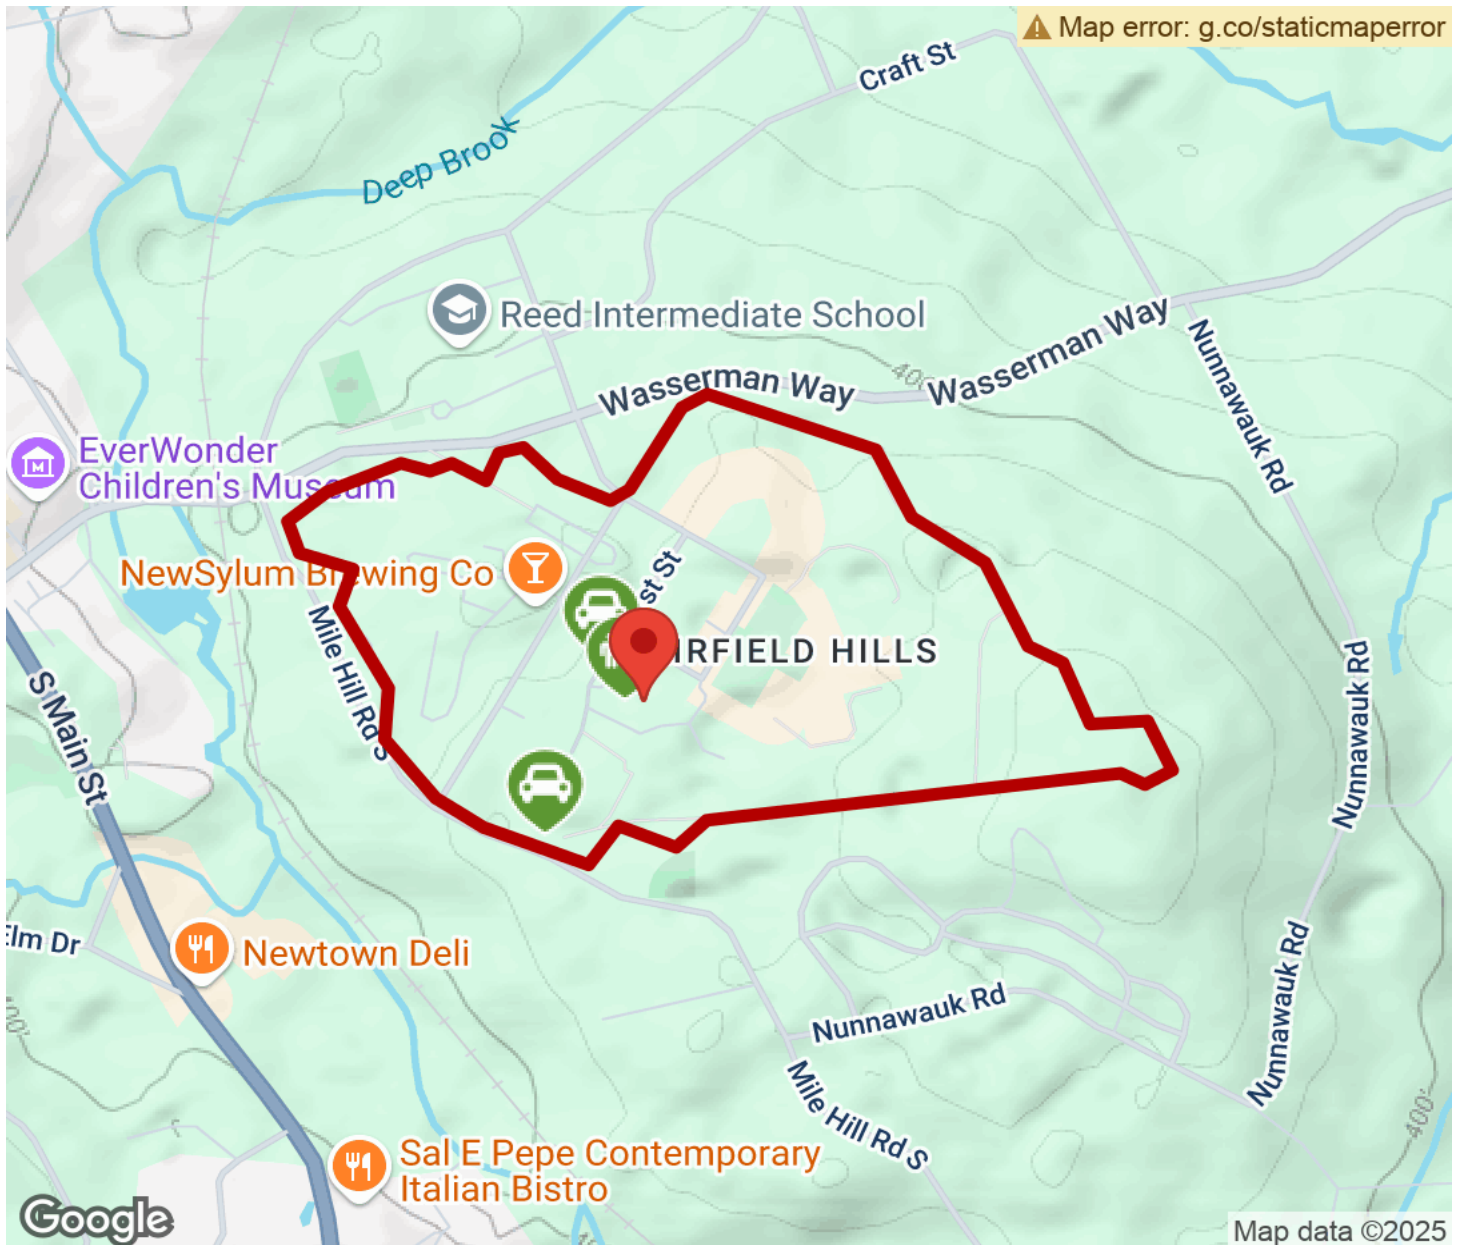 Map error: g.co/staticmaperror
Craft St
Deep Brook
Reed Intermediate School
Wasserman Way
Wasserman Way
Nunnawauk Rd
EverWonder
Children's Museum
NewSylum Brewing Co
st St
IRFIELD HILLS
Mile Hill Rd S
S Main St
Nunnawauk Rd
Elm Dr
Newtown Deli
Nunnawauk Rd
Nunnawauk Rd
Mile Hill Rd S
400'
Sal E Pepe Contemporary
Italian Bistro
Google
Map data ©2025